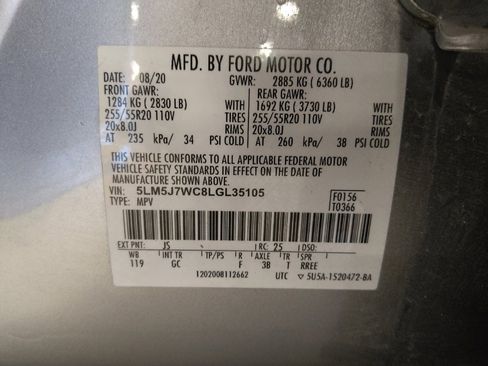 MFD. BY FORD MOTOR CO.
DATE: 08/20 GVWR: 2885 KG ( 6360 LB)
FRONT GAWR: REAR GAWR:
1284 KG ( 2830 LB) WITH 1692 KG ( 3730 LB) WITH
255/55R20 110V TIRES 255/55R20 110V TIRES
20x8.0J RIMS 20x8.0J RIMS
AT 235 kPa/ 34 PSI COLD AT 260 kPa/ 38 PSI COLD
THIS VEHICLE CONFORMS TO ALL APPLICABLE FEDERAL MOTOR
VEHICLE SAFETY STANDARDS IN EFFECT ON THE DATE OF
MANUFACTURE SHOWN ABOVE.
VIN: 5LM5J7WC8LGL35105 F0156
TYPE: MPV T0366
EXT PNT: JS RC: 25 DSO:
WB INT TR TP/PS R AXLE TR SPR
119 GC F 3B T RREE
1202008112662 UTC ▽ 5U5A-1520472-BA